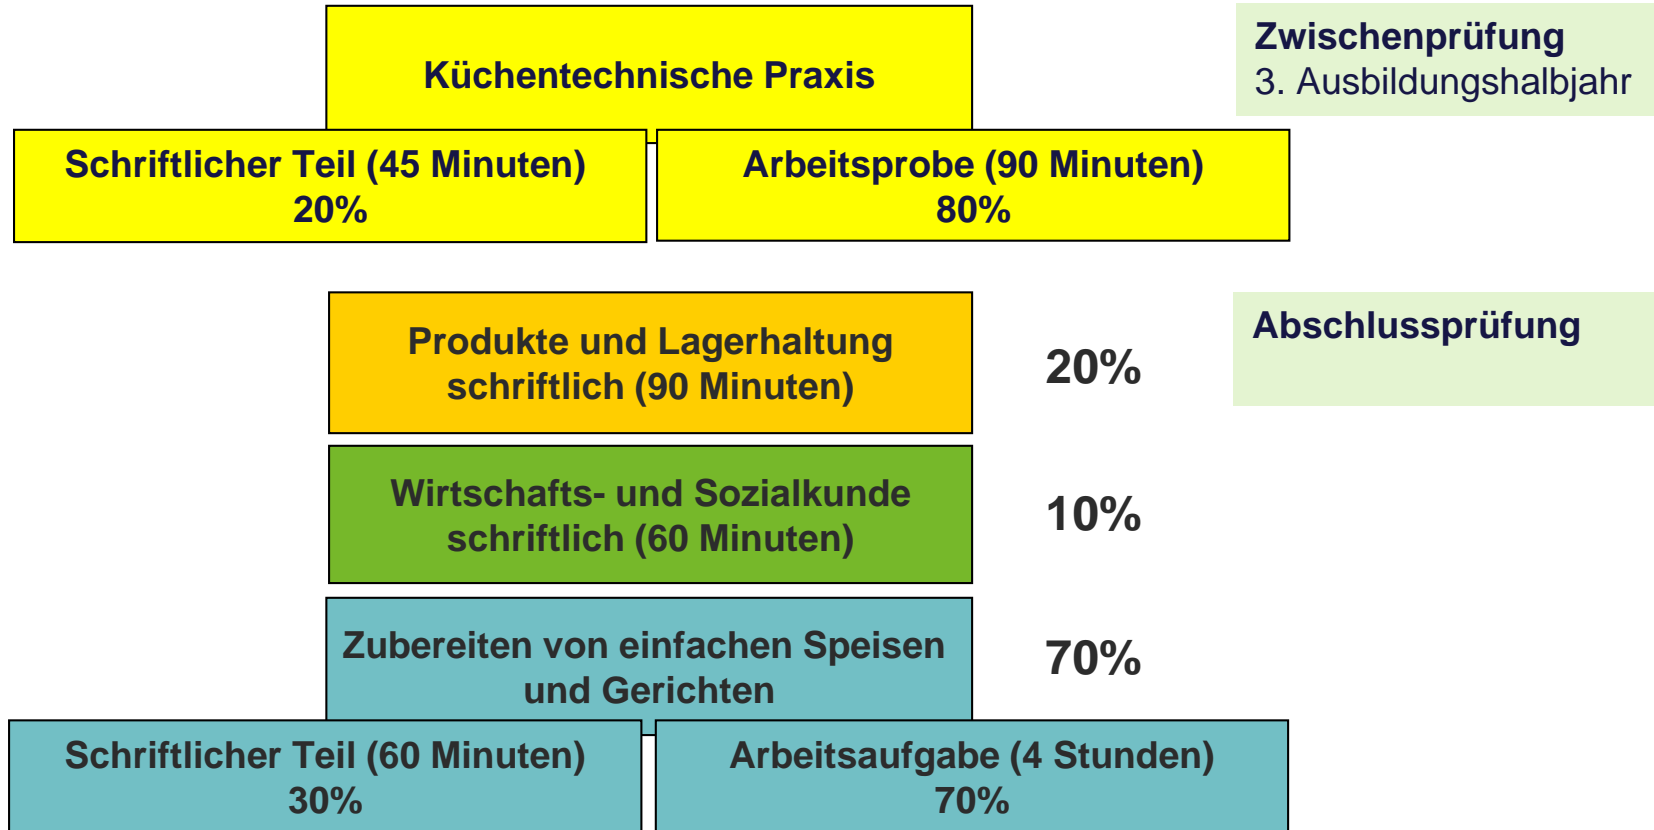 Küchentechnische Praxis
Zwischenprüfung
3. Ausbildungshalbjahr
Schriftlicher Teil (45 Minuten)
20%
Arbeitsprobe (90 Minuten)
80%
Produkte und Lagerhaltung
schriftlich (90 Minuten)
20%
Abschlussprüfung
Wirtschafts- und Sozialkunde
schriftlich (60 Minuten)
10%
Zubereiten von einfachen Speisen
und Gerichten
70%
Schriftlicher Teil (60 Minuten)
30%
Arbeitsaufgabe (4 Stunden)
70%